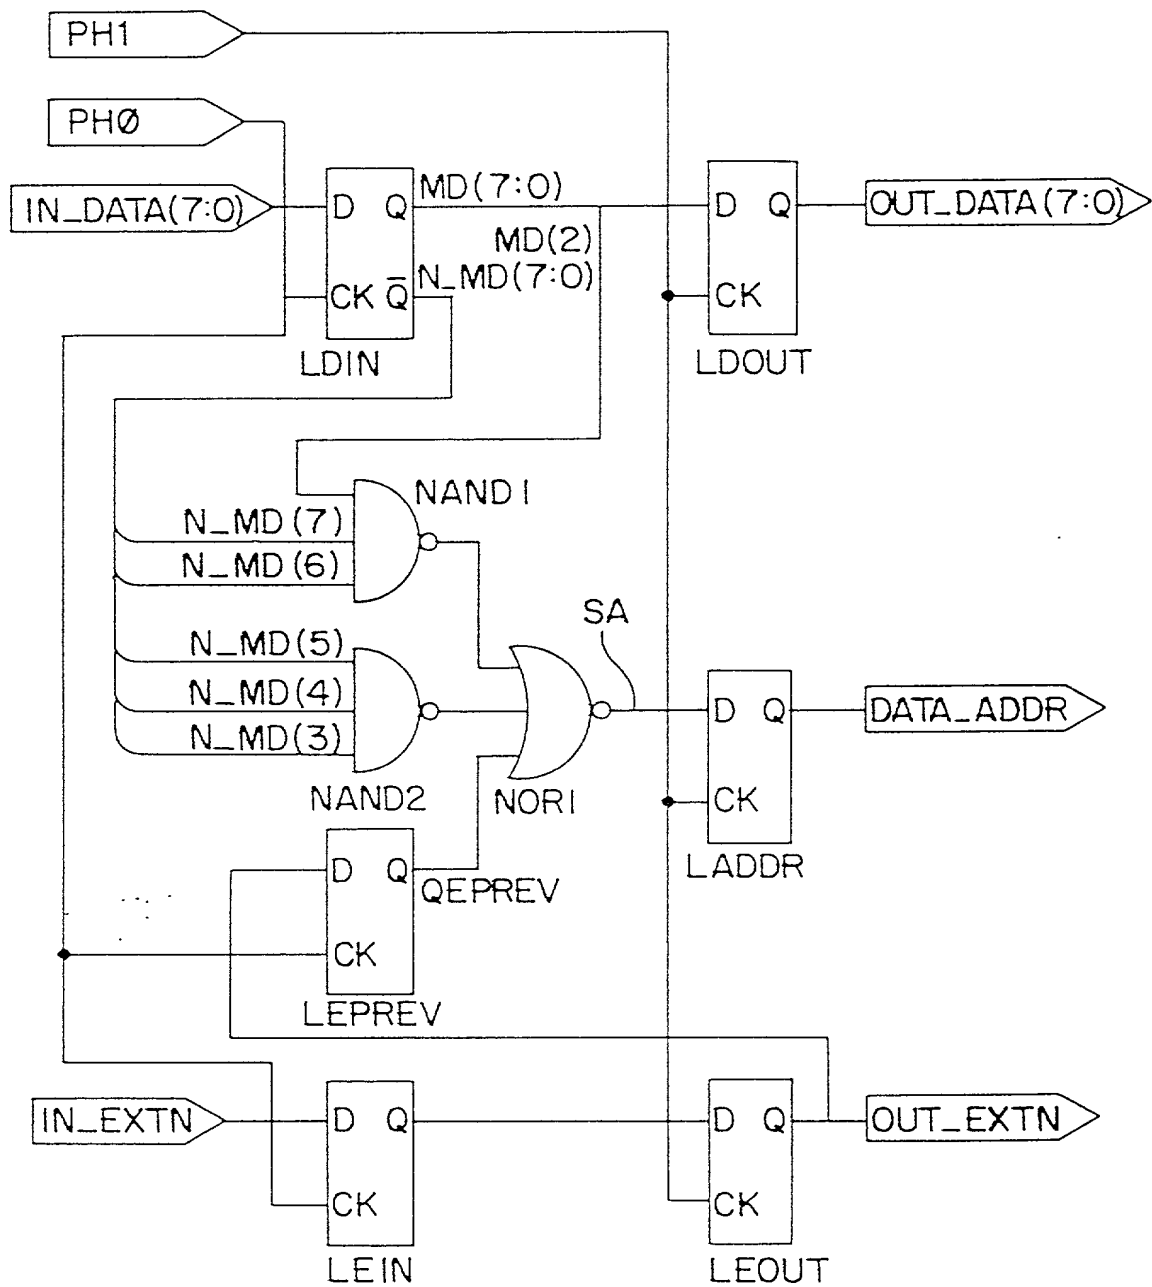 PH1
PHØ
IN_DATA(7:0)
D Q
MD(7:0)
D Q
OUT_DATA(7:0)
MD(2)
N_MD(7:0)
CK Q̅
CK
LDIN
LDOUT
NAND1
N_MD(7)
N_MD(6)
SA
N_MD(5)
N_MD(4)
N_MD(3)
D Q
DATA_ADDR
NAND2
NOR1
CK
LADDR
D Q
QEPREV
CK
LEPREV
IN_EXTN
D Q
D Q
OUT_EXTN
CK
CK
LEIN
LEOUT